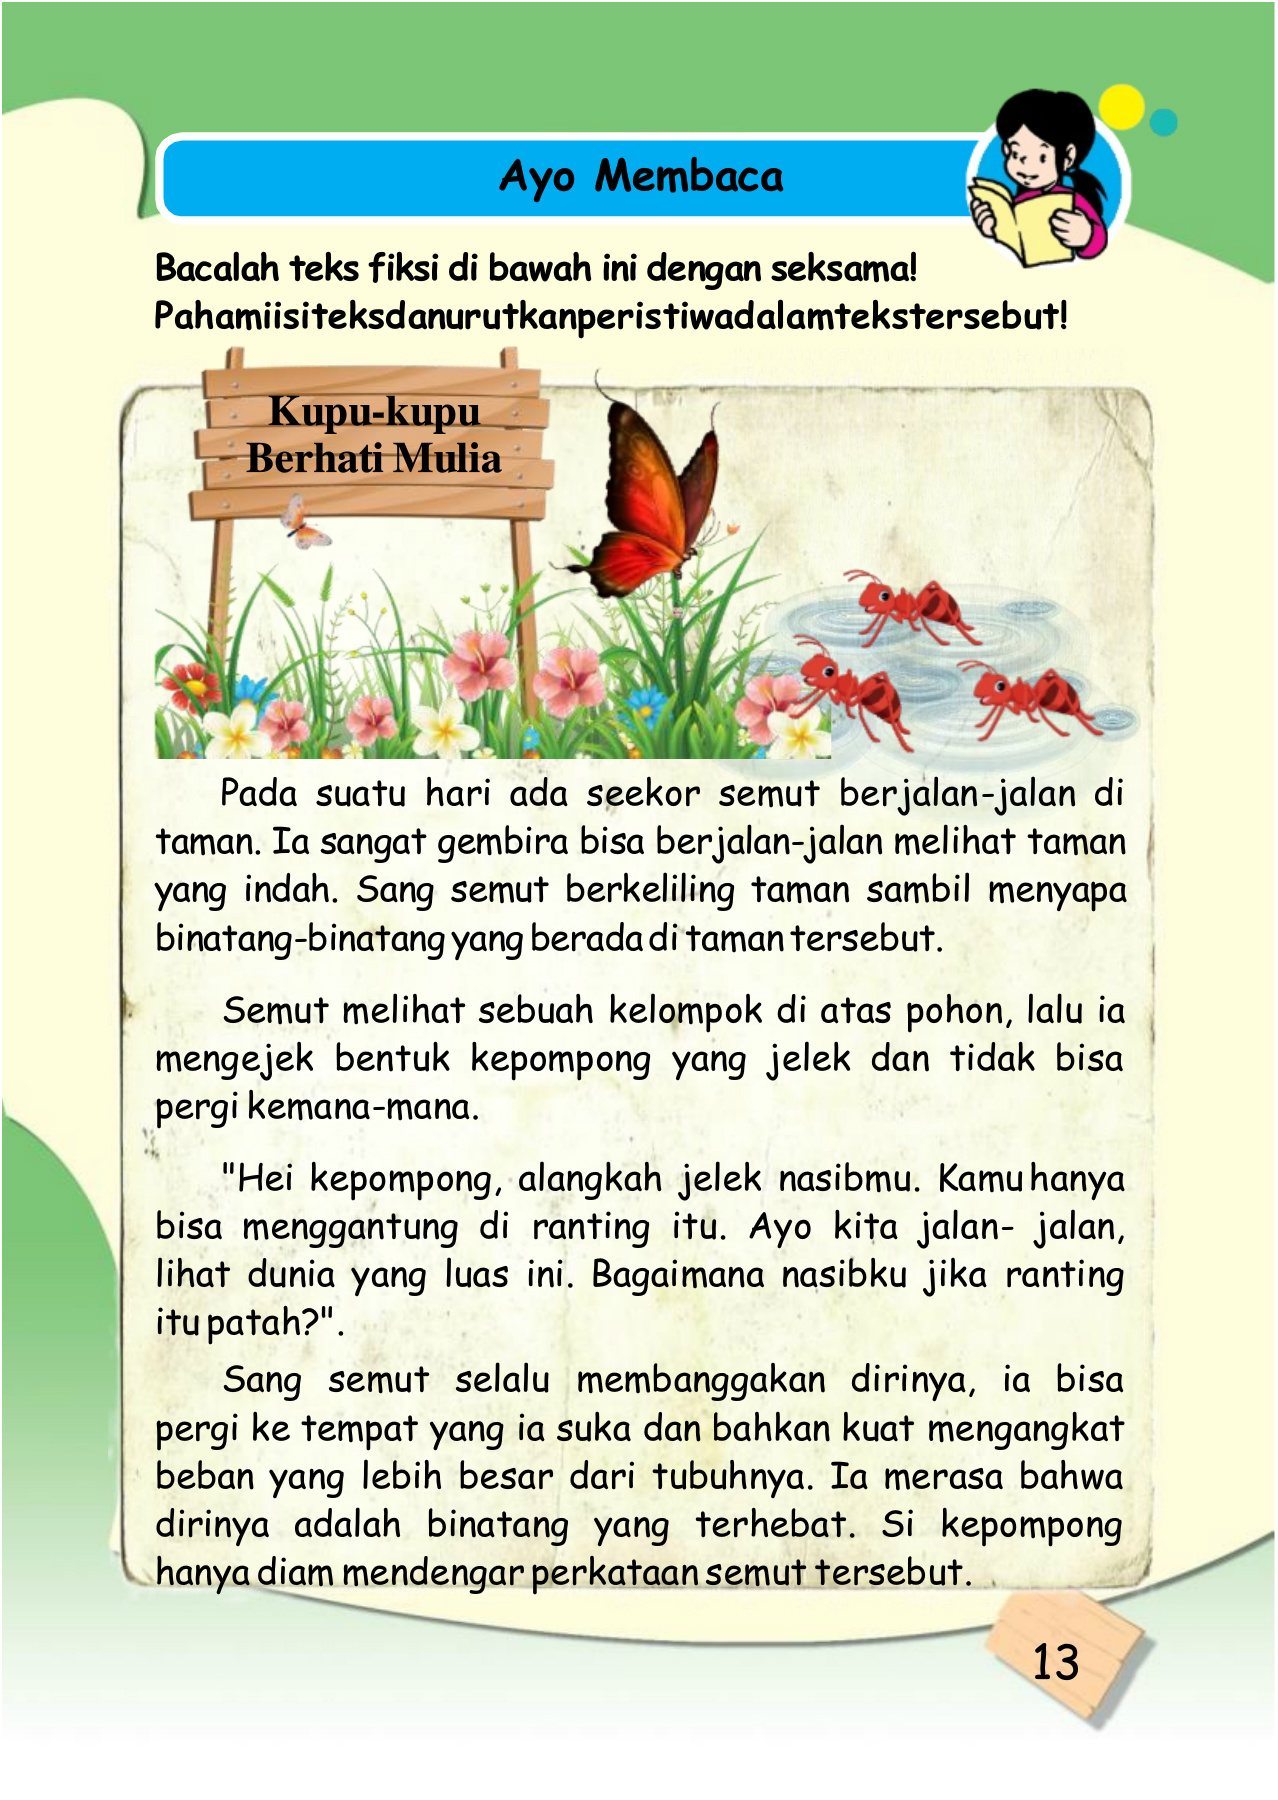 Ayo Membaca
Bacalah teks fiksi di bawah ini dengan seksama!
Pahamiisiteksdanurutkanperistiwadalamtekstersebut!
Kupu-kupu
Berhati Mulia
Pada suatu hari ada seekor semut berjalan-jalan di
taman. Ia sangat gembira bisa berjalan-jalan melihat taman
yang indah. Sang semut berkeliling taman sambil menyapa
binatang-binatang yang berada di taman tersebut.
Semut melihat sebuah kelompok di atas pohon, lalu ia
mengejek bentuk kepompong yang jelek dan tidak bisa
pergi kemana-mana.
"Hei kepompong, alangkah jelek nasibmu. Kamu hanya
bisa menggantung di ranting itu. Ayo kita jalan- jalan,
lihat dunia yang luas ini. Bagaimana nasibku jika ranting
itu patah?".
Sang semut selalu membanggakan dirinya, ia bisa
pergi ke tempat yang ia suka dan bahkan kuat mengangkat
beban yang lebih besar dari tubuhnya. Ia merasa bahwa
dirinya adalah binatang yang terhebat. Si kepompong
hanya diam mendengar perkataan semut tersebut.
13